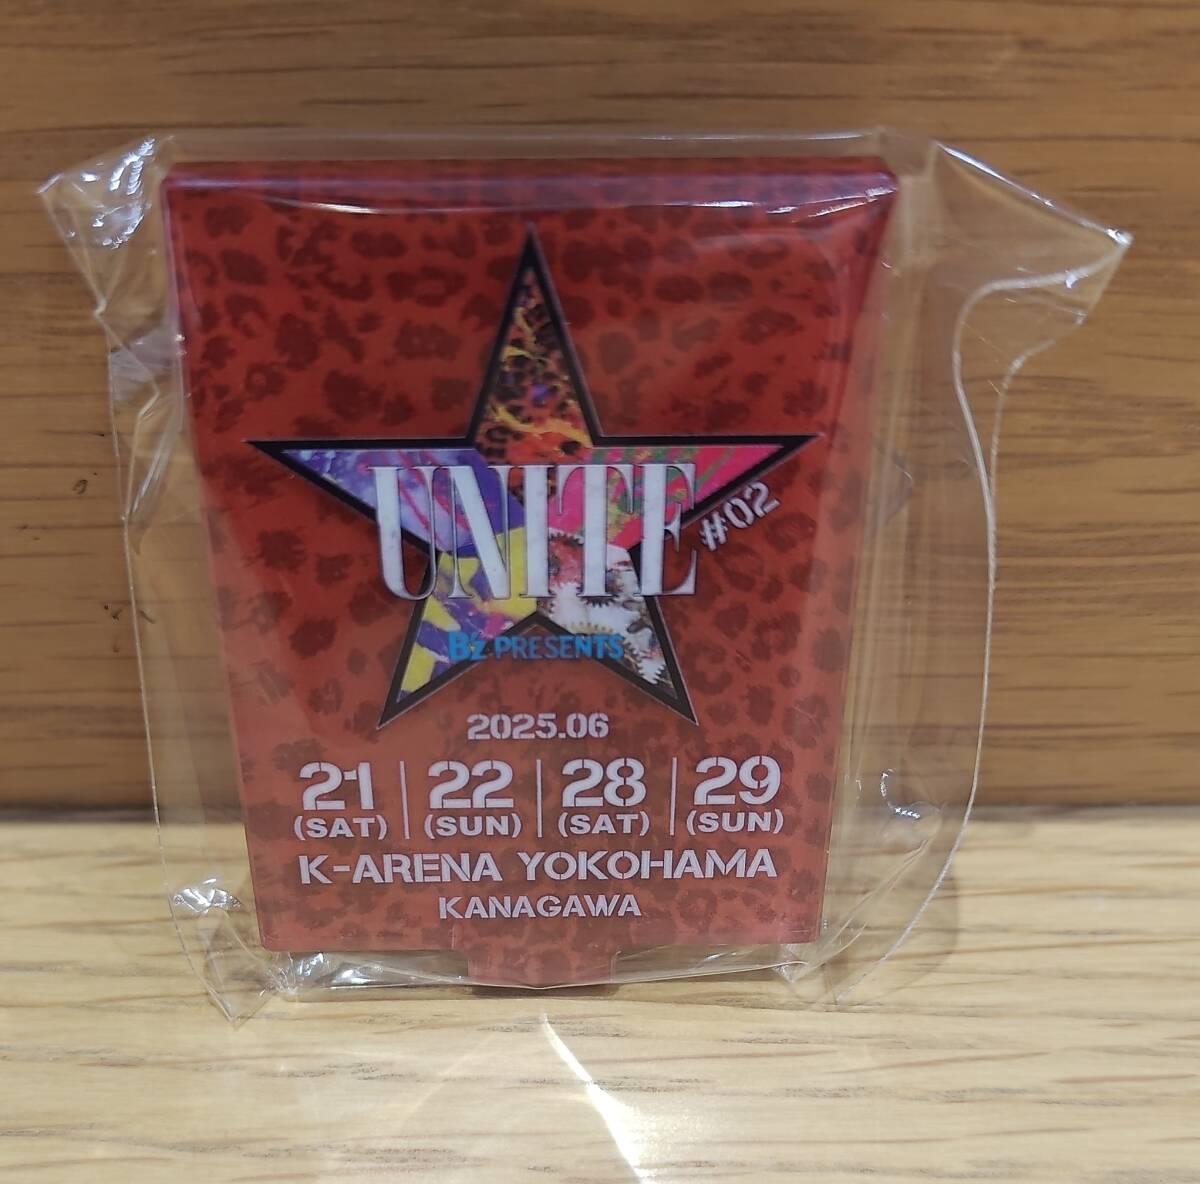 UNITE
#02
B'z PRESENTS
2025.06
21 | 22 | 28 | 29
(SAT) (SUN) (SAT) (SUN)
K-ARENA YOKOHAMA
KANAGAWA